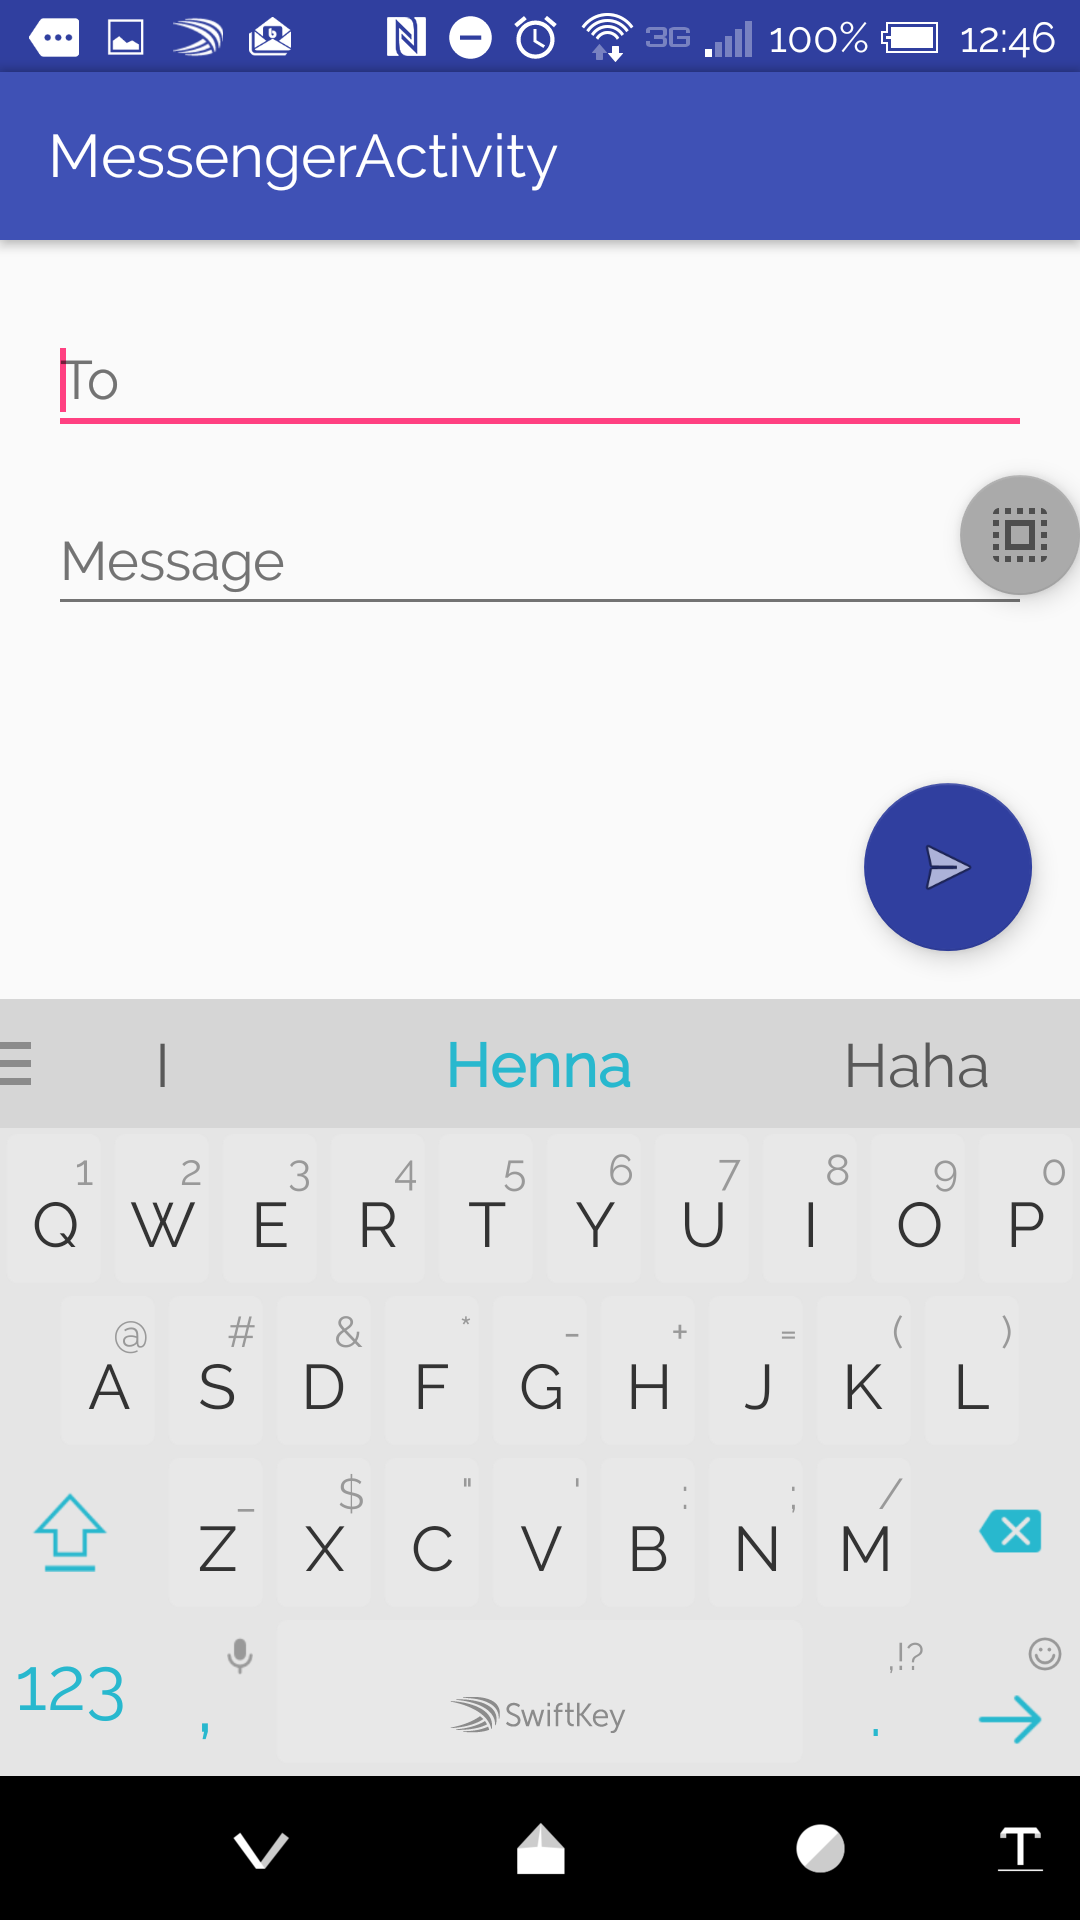 3G 100% 12:46
MessengerActivity
To
Message
I Henna Haha
1 2 3 4 5 6 7 8 9 0
Q W E R T Y U I O P
@ # & * - + = ( )
A S D F G H J K L
_ $ " ' : ; /
Z X C V B N M
,!?
123 , SwiftKey .
T